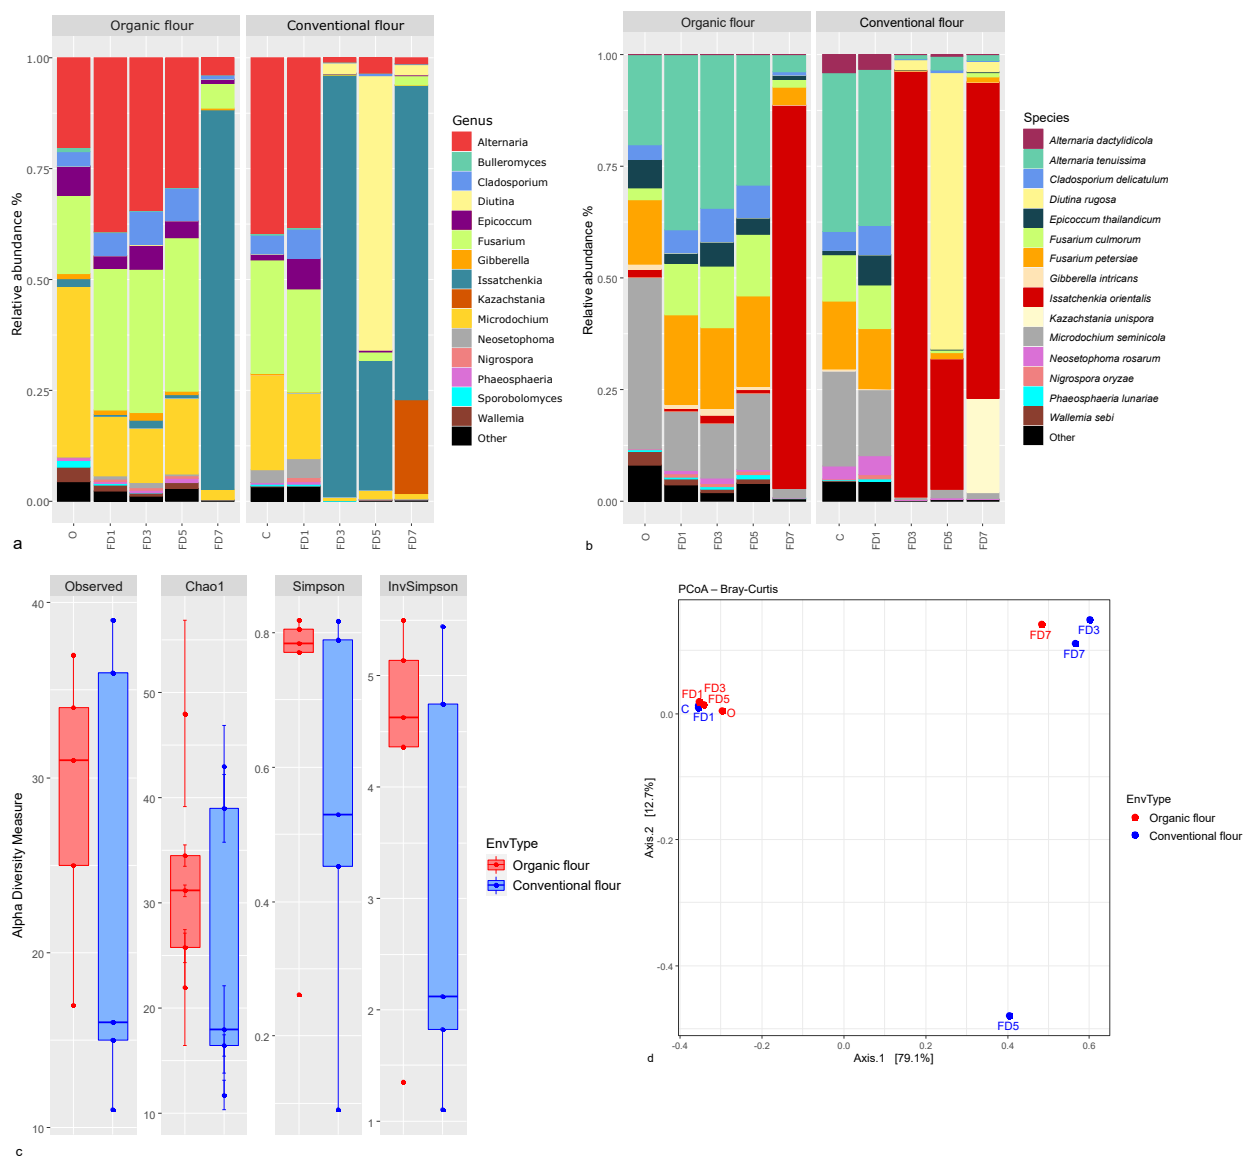 Organic flour
Conventional flour
Relative abundance %
1.00
0.75
0.50
0.25
0.00
O
FD1
FD3
FD5
FD7
C
FD1
FD3
FD5
FD7
Genus
Alternaria
Bulleromyces
Cladosporium
Diutina
Epicoccum
Fusarium
Gibberella
Issatchenkia
Kazachstania
Microdochium
Neosetophoma
Nigrospora
Phaeosphaeria
Sporobolomyces
Wallemia
Other
a
Organic flour
Conventional flour
Relative abundance %
1.00
0.75
0.50
0.25
0.00
O
FD1
FD3
FD5
FD7
C
FD1
FD3
FD5
FD7
Species
Alternaria dactylidicola
Alternaria tenuissima
Cladosporium delicatulum
Diutina rugosa
Epicoccum thailandicum
Fusarium culmorum
Fusarium petersiae
Gibberella intricans
Issatchenkia orientalis
Kazachstania unispora
Microdochium seminicola
Neosetophoma rosarum
Nigrospora oryzae
Phaeosphaeria lunariae
Wallemia sebi
Other
b
Observed
Chao1
Simpson
InvSimpson
Alpha Diversity Measure
40
30
20
10
50
40
30
20
10
0.8
0.6
0.4
0.2
5
4
3
2
1
EnvType
Organic flour
Conventional flour
c
PCoA – Bray-Curtis
FD7
FD3
FD7
FD1
FD3
FD5
C
FD1
O
FD5
0.0
-0.2
-0.4
Axis.2 [12.7%]
-0.4
-0.2
0.0
0.2
0.4
0.6
Axis.1 [79.1%]
EnvType
Organic flour
Conventional flour
d